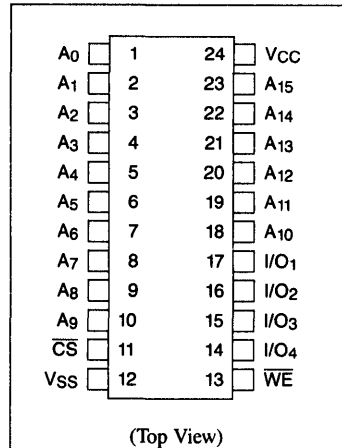 A0 1 24 VCC
A1 2 23 A15
A2 3 22 A14
A3 4 21 A13
A4 5 20 A12
A5 6 19 A11
A6 7 18 A10
A7 8 17 I/O1
A8 9 16 I/O2
A9 10 15 I/O3
CS 11 14 I/O4
VSS 12 13 WE
(Top View)